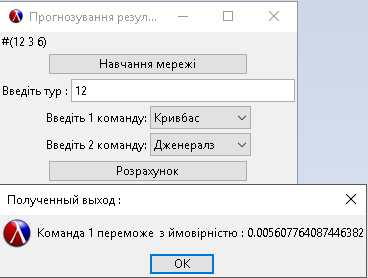 Прогнозування резул...
#(12 3 6)
Навчання мережі
Введіть тур : 12
Введіть 1 команду: Кривбас
Введіть 2 команду: Дженералз
Розрахунок
Полученный выход :
Команда 1 переможе з ймовірністю : 0.005607764087446382
OK